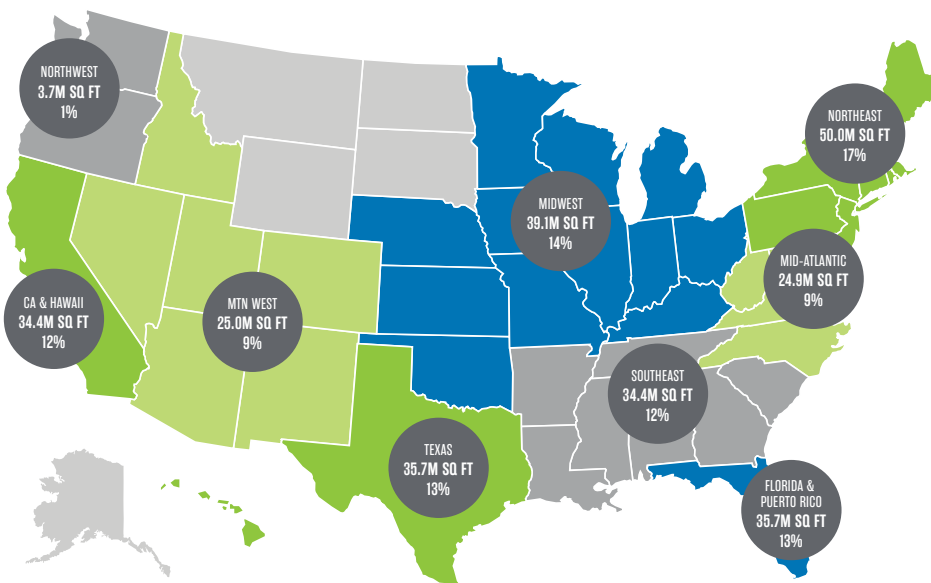 NORTHWEST
3.7M SQ FT
1%
NORTHEAST
50.0M SQ FT
17%
MIDWEST
39.1M SQ FT
14%
MID-ATLANTIC
24.9M SQ FT
9%
CA & HAWAII
34.4M SQ FT
12%
MTN WEST
25.0M SQ FT
9%
SOUTHEAST
34.4M SQ FT
12%
TEXAS
35.7M SQ FT
13%
FLORIDA &
PUERTO RICO
35.7M SQ FT
13%